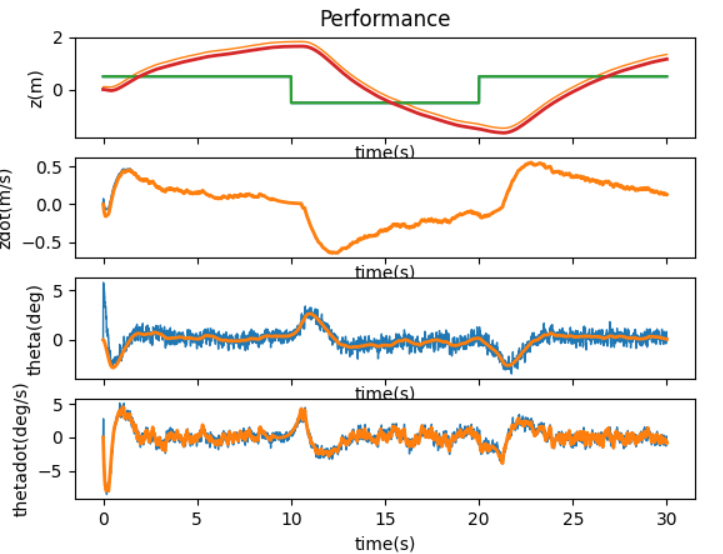 Performance
2
0
z(m)
time(s)
0.5
0.0
−0.5
zdot(m/s)
time(s)
5
0
theta(deg)
time(s)
5
0
−5
thetadot(deg/s)
0 5 10 15 20 25 30
time(s)